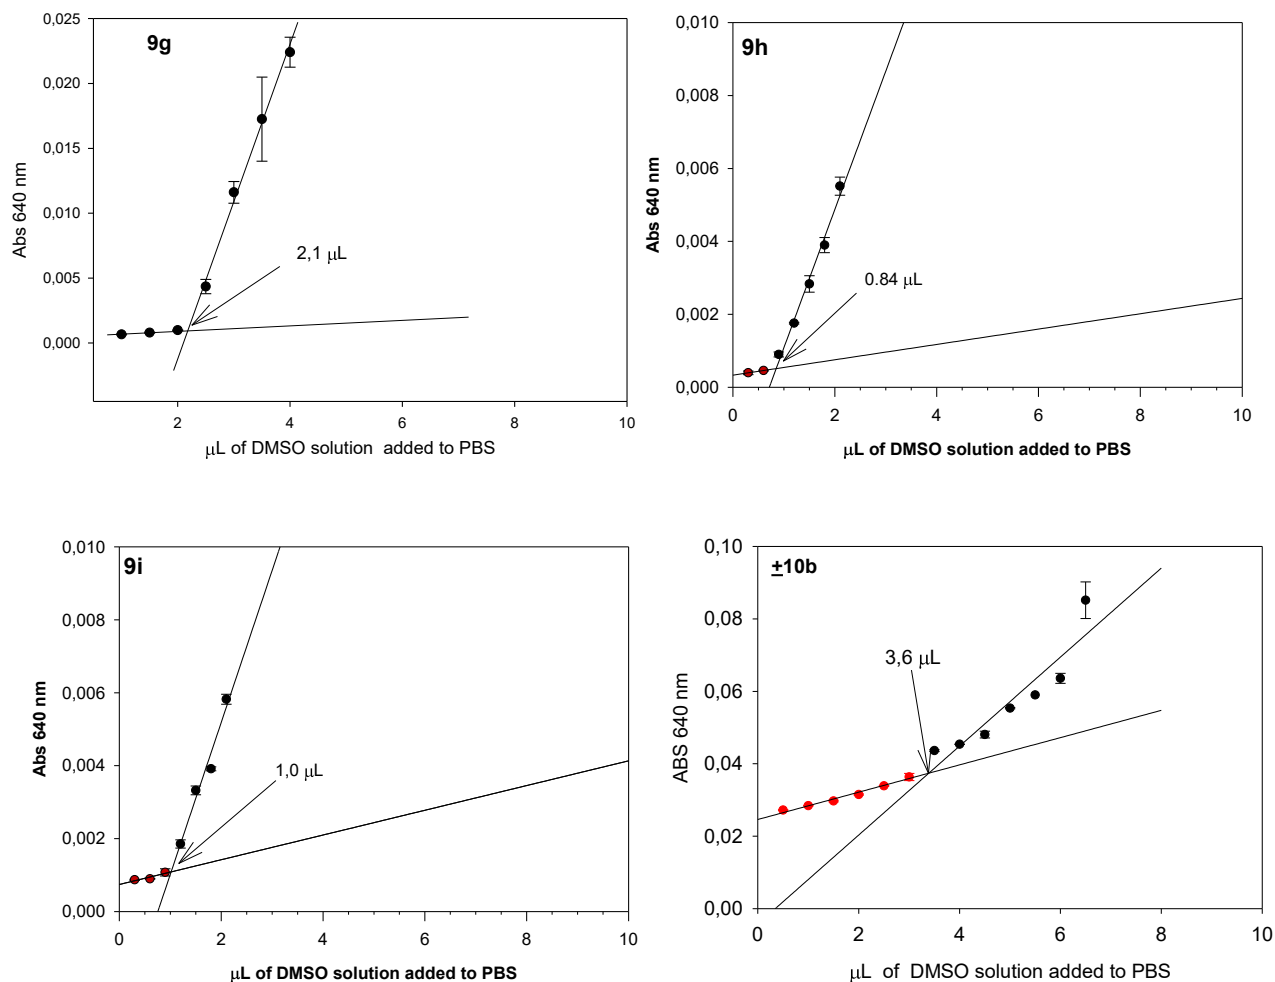 9g
0,025
0,020
0,015
0,010
0,005
0,000
Abs 640 nm
2,1 μL
2 4 6 8 10
μL of DMSO solution added to PBS
9h
0,010
0,008
0,006
0,004
0,002
0,000
Abs 640 nm
0.84 μL
0 2 4 6 8 10
μL of DMSO solution added to PBS
9i
0,010
0,008
0,006
0,004
0,002
0,000
Abs 640 nm
1,0 μL
0 2 4 6 8 10
μL of DMSO solution added to PBS
±10b
0,10
0,08
0,06
0,04
0,02
0,00
ABS 640 nm
3,6 μL
0 2 4 6 8 10
μL of DMSO solution added to PBS